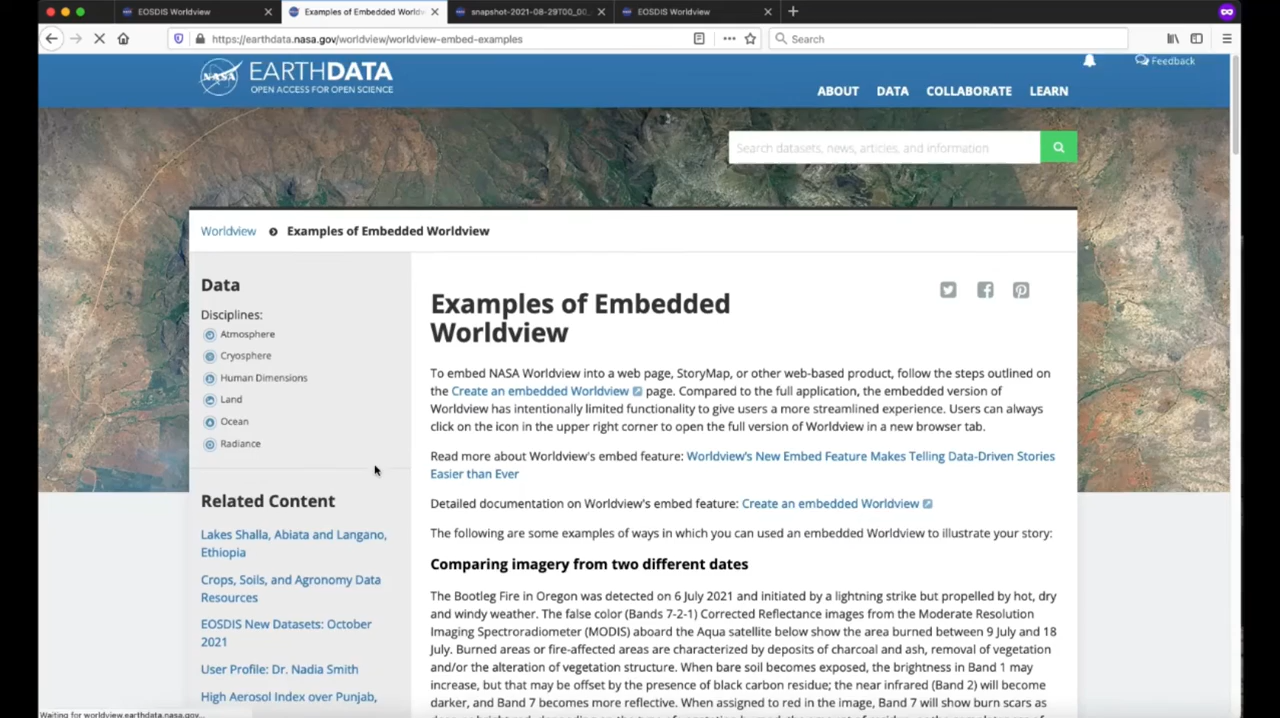 EOSDIS Worldview
Examples of Embedded World
snapshot-2021-08-29T00_00_
EOSDIS Worldview
https://earthdata.nasa.gov/worldview/worldview-embed-examples
Search
NASA
EARTHDATA
OPEN ACCESS FOR OPEN SCIENCE
Feedback
ABOUT DATA COLLABORATE LEARN
Search datasets, news, articles, and information
Worldview Examples of Embedded Worldview
Data
Disciplines:
Atmosphere
Cryosphere
Human Dimensions
Land
Ocean
Radiance
Related Content
Lakes Shalla, Abiata and Langano,
Ethiopia
Crops, Soils, and Agronomy Data
Resources
EOSDIS New Datasets: October
2021
User Profile: Dr. Nadia Smith
High Aerosol Index over Punjab,
Examples of Embedded
Worldview
To embed NASA Worldview into a web page, StoryMap, or other web-based product, follow the steps outlined on
the Create an embedded Worldview page. Compared to the full application, the embedded version of
Worldview has intentionally limited functionality to give users a more streamlined experience. Users can always
click on the icon in the upper right corner to open the full version of Worldview in a new browser tab.
Read more about Worldview's embed feature: Worldview's New Embed Feature Makes Telling Data-Driven Stories
Easier than Ever
Detailed documentation on Worldview's embed feature: Create an embedded Worldview
The following are some examples of ways in which you can used an embedded Worldview to illustrate your story:
Comparing imagery from two different dates
The Bootleg Fire in Oregon was detected on 6 July 2021 and initiated by a lightning strike but propelled by hot, dry
and windy weather. The false color (Bands 7-2-1) Corrected Reflectance images from the Moderate Resolution
Imaging Spectroradiometer (MODIS) aboard the Aqua satellite below show the area burned between 9 July and 18
July. Burned areas or fire-affected areas are characterized by deposits of charcoal and ash, removal of vegetation
and/or the alteration of vegetation structure. When bare soil becomes exposed, the brightness in Band 1 may
increase, but that may be offset by the presence of black carbon residue; the near infrared (Band 2) will become
darker, and Band 7 becomes more reflective. When assigned to red in the image, Band 7 will show burn scars as
Waiting for worldview.earthdata.nasa.gov...